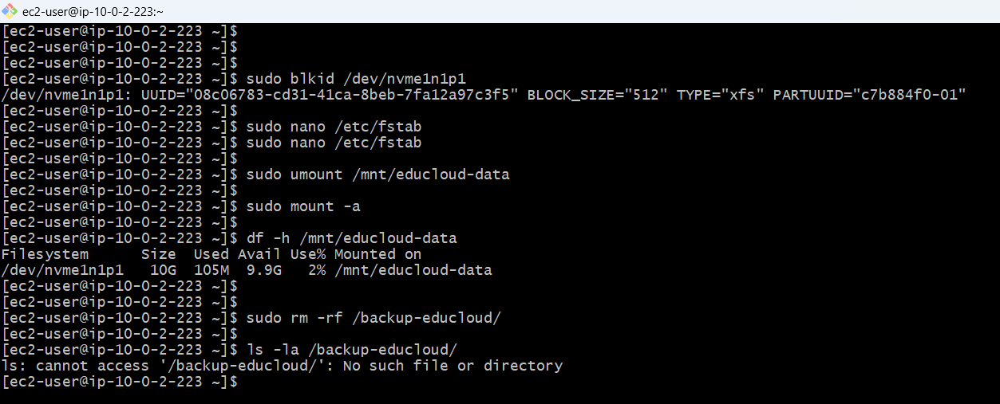 ec2-user@ip-10-0-2-223:~
[ec2-user@ip-10-0-2-223 ~]$
[ec2-user@ip-10-0-2-223 ~]$
[ec2-user@ip-10-0-2-223 ~]$
[ec2-user@ip-10-0-2-223 ~]$ sudo blkid /dev/nvme1n1p1
/dev/nvme1n1p1: UUID="08c06783-cd31-41ca-8beb-7fa12a97c3f5" BLOCK_SIZE="512" TYPE="xfs" PARTUUID="c7b884f0-01"
[ec2-user@ip-10-0-2-223 ~]$
[ec2-user@ip-10-0-2-223 ~]$ sudo nano /etc/fstab
[ec2-user@ip-10-0-2-223 ~]$ sudo nano /etc/fstab
[ec2-user@ip-10-0-2-223 ~]$
[ec2-user@ip-10-0-2-223 ~]$ sudo umount /mnt/educloud-data
[ec2-user@ip-10-0-2-223 ~]$
[ec2-user@ip-10-0-2-223 ~]$ sudo mount -a
[ec2-user@ip-10-0-2-223 ~]$
[ec2-user@ip-10-0-2-223 ~]$ df -h /mnt/educloud-data
Filesystem      Size  Used Avail Use% Mounted on
/dev/nvme1n1p1   10G  105M  9.9G   2% /mnt/educloud-data
[ec2-user@ip-10-0-2-223 ~]$
[ec2-user@ip-10-0-2-223 ~]$
[ec2-user@ip-10-0-2-223 ~]$ sudo rm -rf /backup-educloud/
[ec2-user@ip-10-0-2-223 ~]$
[ec2-user@ip-10-0-2-223 ~]$ ls -la /backup-educloud/
ls: cannot access '/backup-educloud/': No such file or directory
[ec2-user@ip-10-0-2-223 ~]$